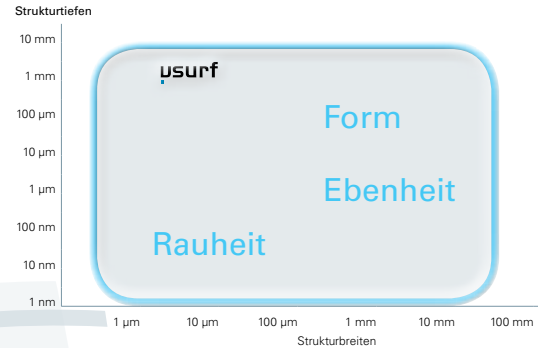 Strukturtiefen
10 mm
1 mm
µsurf
100 µm
Form
10 µm
1 µm
Ebenheit
100 nm
Rauheit
10 nm
1 nm
1 µm 10 µm 100 µm 1 mm 10 mm 100 mm
Strukturbreiten